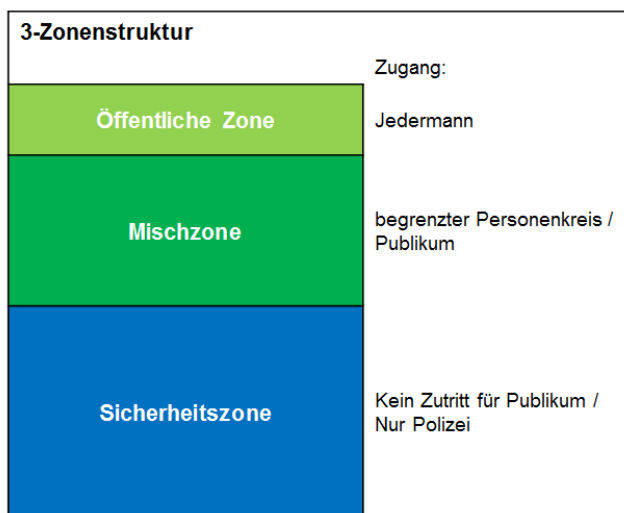 3-Zonenstruktur
Zugang:
Öffentliche Zone
Jedermann
Mischzone
begrenzter Personenkreis /
Publikum
Sicherheitszone
Kein Zutritt für Publikum /
Nur Polizei